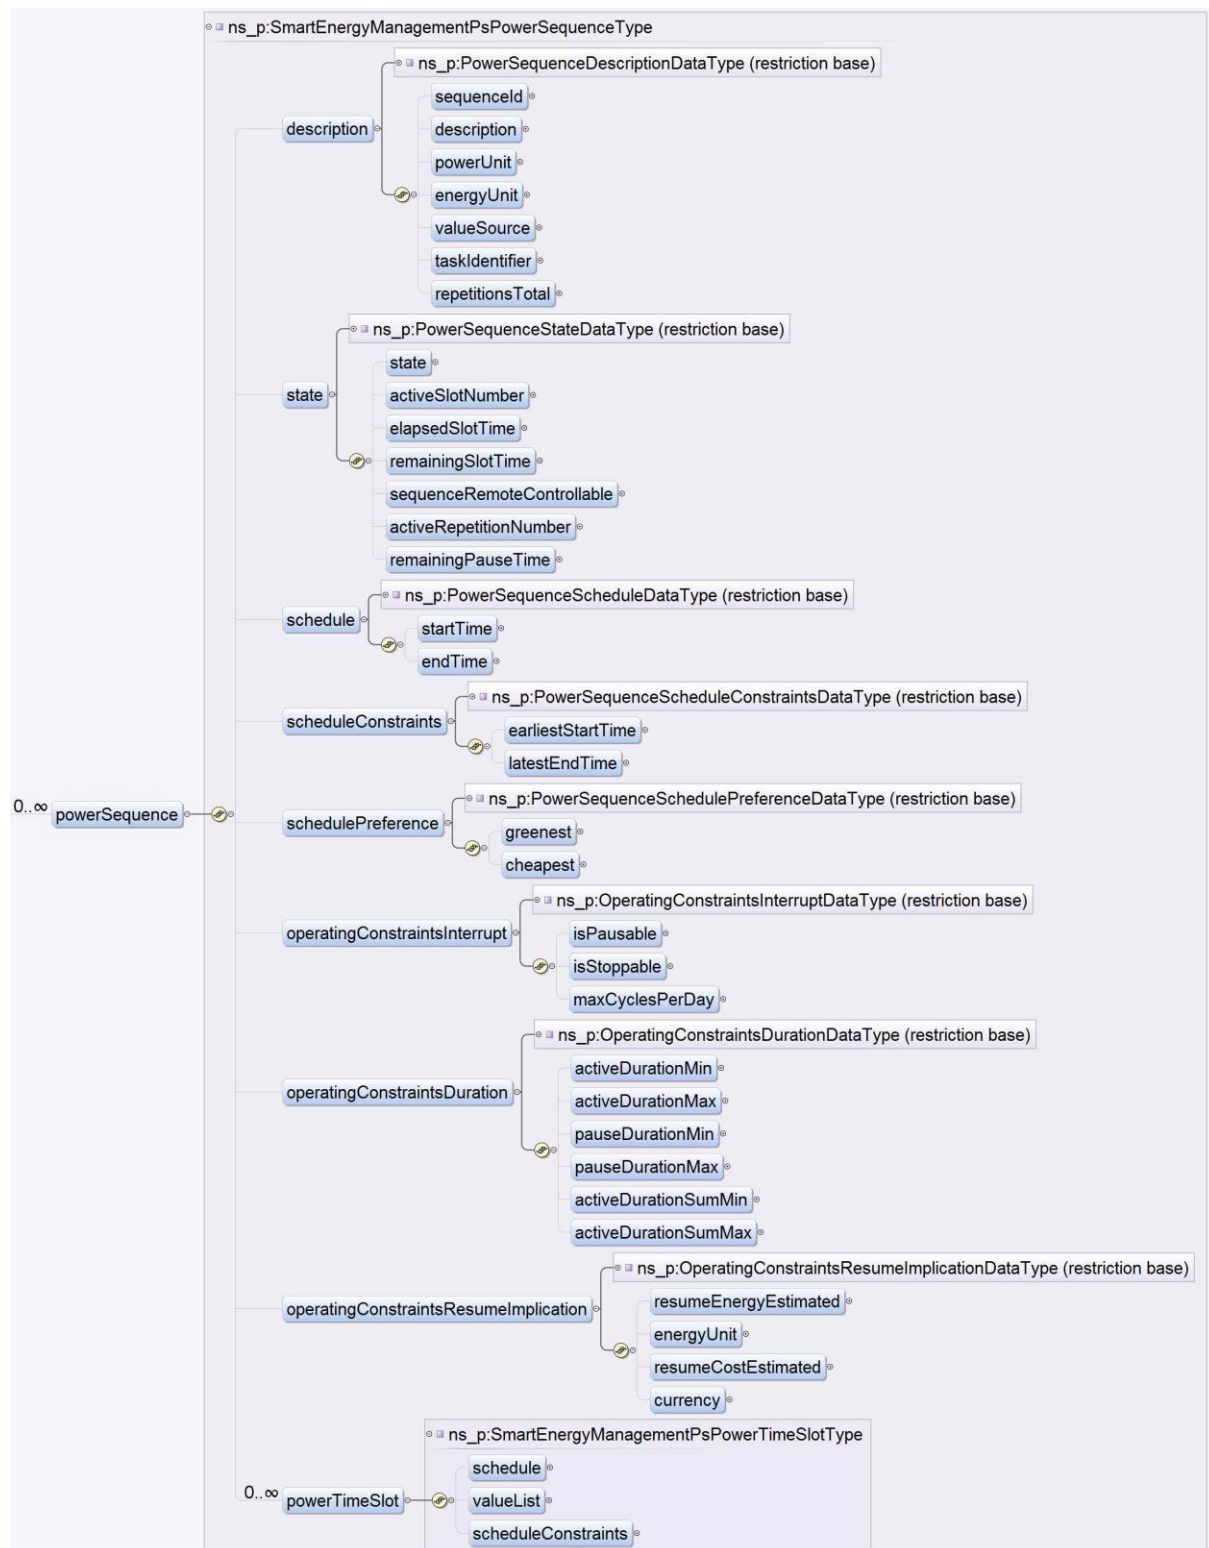 ns_p:SmartEnergyManagementPsPowerSequenceType
ns_p:PowerSequenceDescriptionDataType (restriction base)
sequenceId
description
description
powerUnit
energyUnit
valueSource
taskIdentifier
repetitionsTotal
ns_p:PowerSequenceStateDataType (restriction base)
state
state
activeSlotNumber
elapsedSlotTime
remainingSlotTime
sequenceRemoteControllable
activeRepetitionNumber
remainingPauseTime
ns_p:PowerSequenceScheduleDataType (restriction base)
schedule
startTime
endTime
ns_p:PowerSequenceScheduleConstraintsDataType (restriction base)
scheduleConstraints
earliestStartTime
latestEndTime
0..∞ powerSequence
ns_p:PowerSequenceSchedulePreferenceDataType (restriction base)
schedulePreference
greenest
cheapest
ns_p:OperatingConstraintsInterruptDataType (restriction base)
operatingConstraintsInterrupt
isPausable
isStoppable
maxCyclesPerDay
ns_p:OperatingConstraintsDurationDataType (restriction base)
operatingConstraintsDuration
activeDurationMin
activeDurationMax
pauseDurationMin
pauseDurationMax
activeDurationSumMin
activeDurationSumMax
ns_p:OperatingConstraintsResumeImplicationDataType (restriction base)
operatingConstraintsResumeImplication
resumeEnergyEstimated
energyUnit
resumeCostEstimated
currency
ns_p:SmartEnergyManagementPsPowerTimeSlotType
0..∞ powerTimeSlot
schedule
valueList
scheduleConstraints